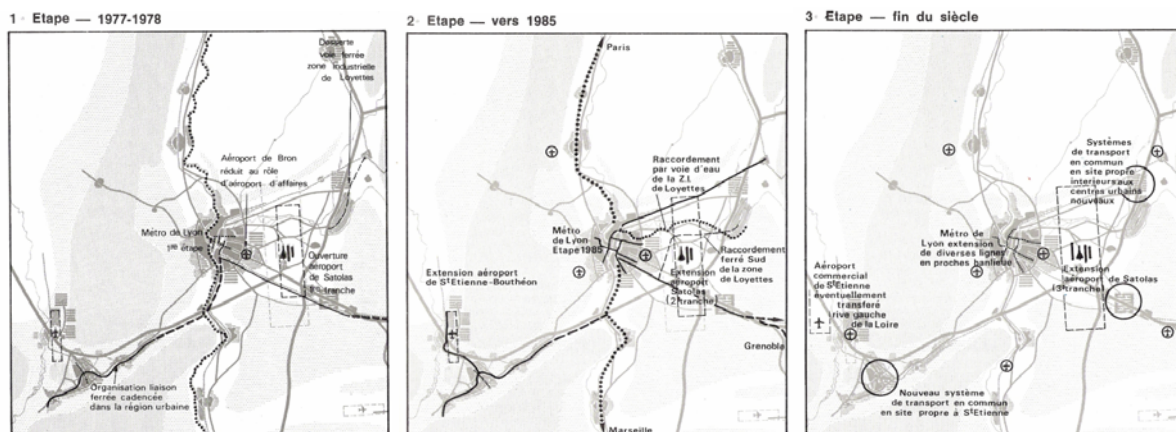 1 Etape — 1977-1978
Desserte
voie ferrée
zone industrielle
de Loyettes
Aéroport de Bron
réduit au rôle
d'aéroport d'affaires
Métro de Lyon
1re étape
Ouverture
aéroport
de Satolas
1re tranche
Organisation liaison
ferrée cadencée
dans la région urbaine
2 Etape — vers 1985
Paris
Raccordement
par voie d'eau
de la Z.I.
de Loyettes
Métro
de Lyon
Etape 1985
Raccordement
ferré Sud
de la zone
de Loyettes
Extension aéroport
de St Etienne-Bouthéon
Extension
aéroport
Satolas
(2e tranche)
Grenoble
Marseille
3 Etape — fin du siècle
Systèmes
de transport
en commun
en site propre
interieurs aux
centres urbains
nouveaux
Métro de
Lyon extension
de diverses lignes
en proches banlieue
Aéroport
commercial
de St Etienne
éventuellement
transféré
rive gauche
de la Loire
Extension
aéroport de Satolas
(3e tranche)
Nouveau système
de transport en commun
en site propre à St Etienne